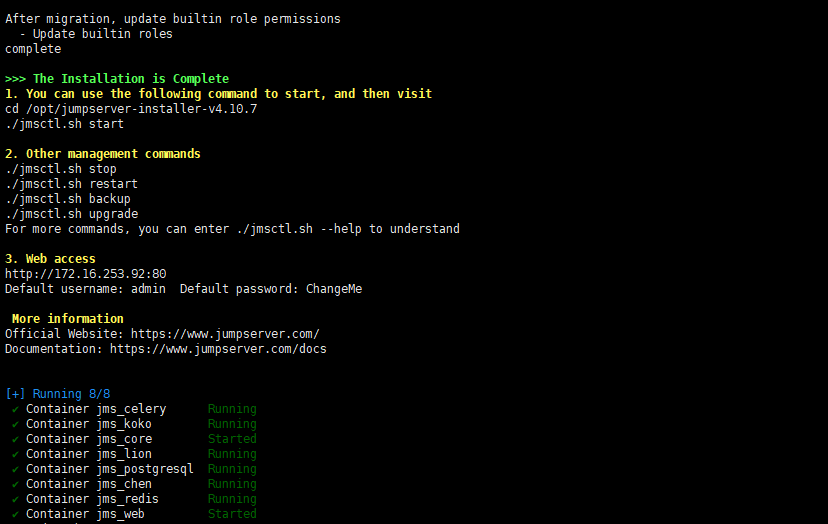 After migration, update builtin role permissions
- Update builtin roles
complete
>>> The Installation is Complete
1. You can use the following command to start, and then visit
cd /opt/jumpserver-installer-v4.10.7
./jmsctl.sh start
2. Other management commands
./jmsctl.sh stop
./jmsctl.sh restart
./jmsctl.sh backup
./jmsctl.sh upgrade
For more commands, you can enter ./jmsctl.sh --help to understand
3. Web access
http://172.16.253.92:80
Default username: admin  Default password: ChangeMe
More information
Official Website: https://www.jumpserver.com/
Documentation: https://www.jumpserver.com/docs
[+] Running 8/8
✔ Container jms_celery      Running
✔ Container jms_koko        Running
✔ Container jms_core        Started
✔ Container jms_lion        Running
✔ Container jms_postgresql  Running
✔ Container jms_chen        Running
✔ Container jms_redis       Running
✔ Container jms_web         Started